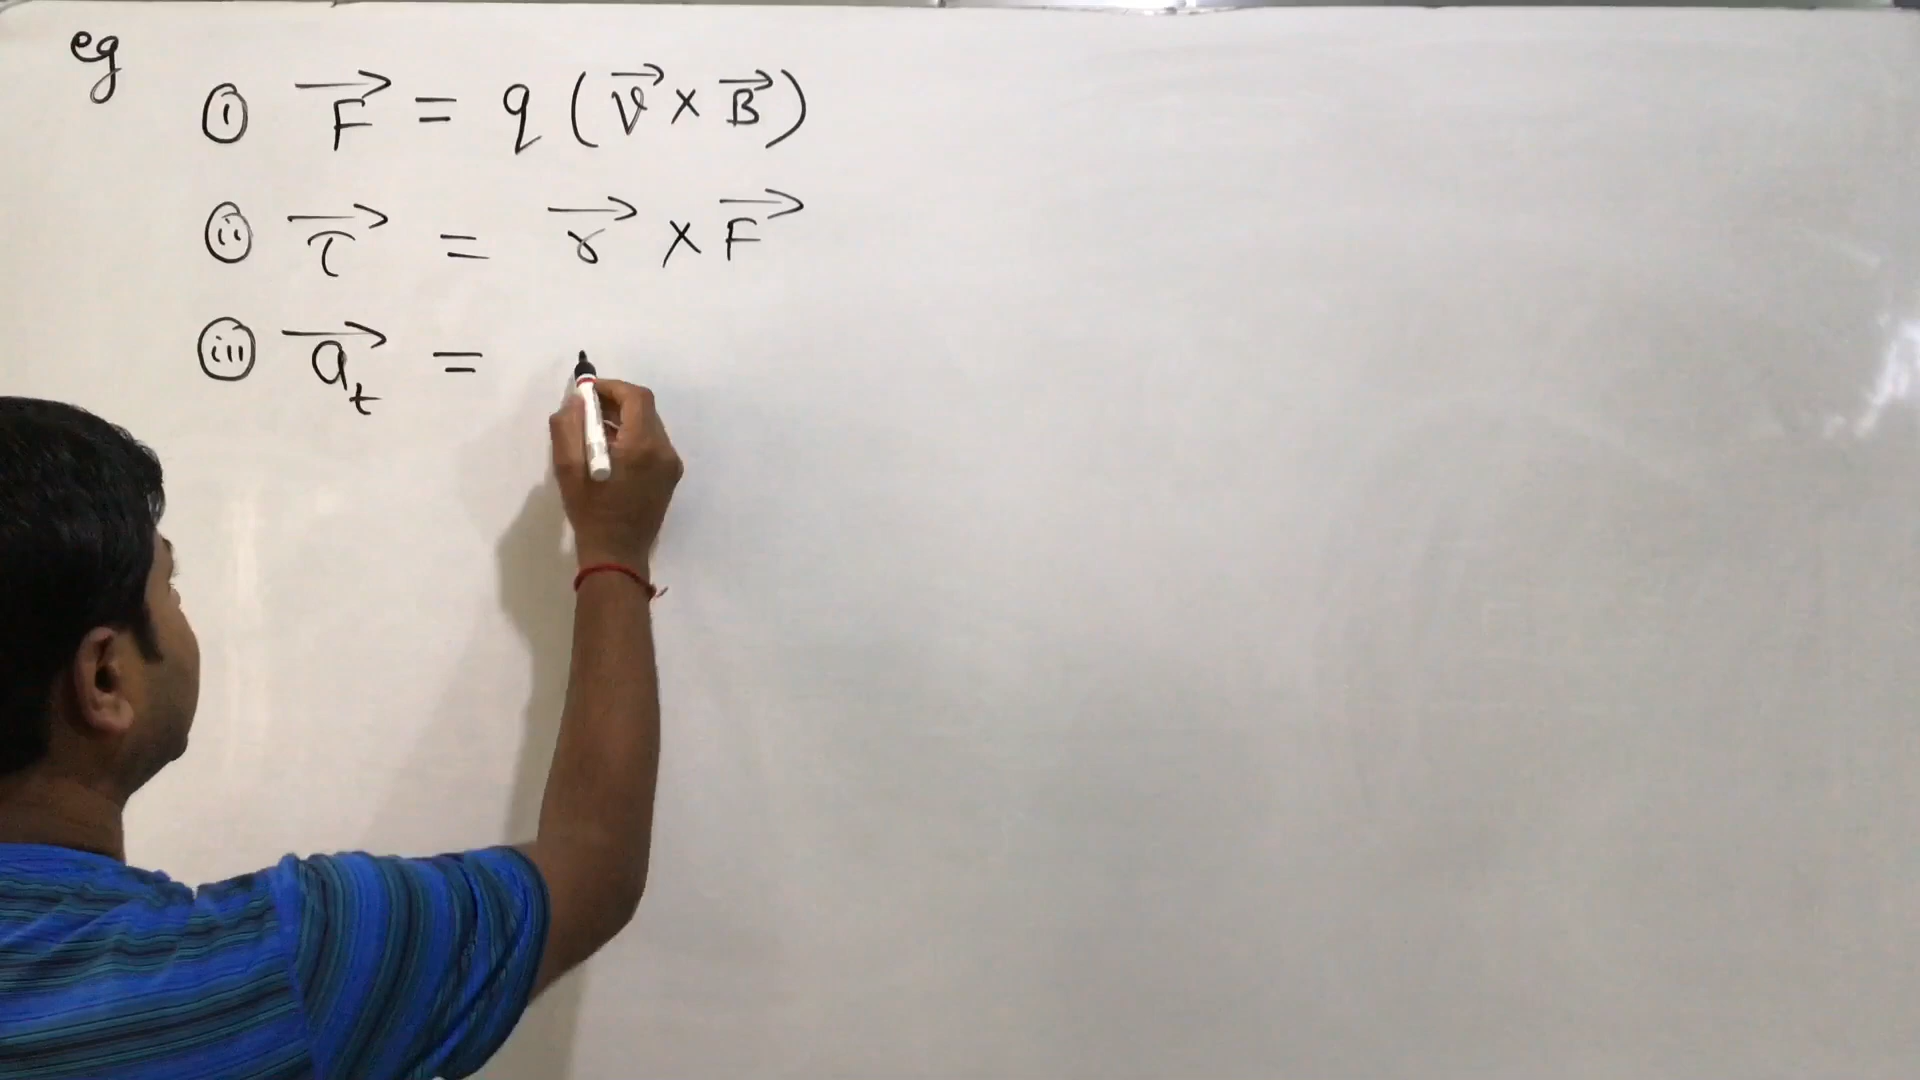 eg
(i) →F = q (→v × →B)
(ii) →τ = →r × →F
(iii) →a_t =